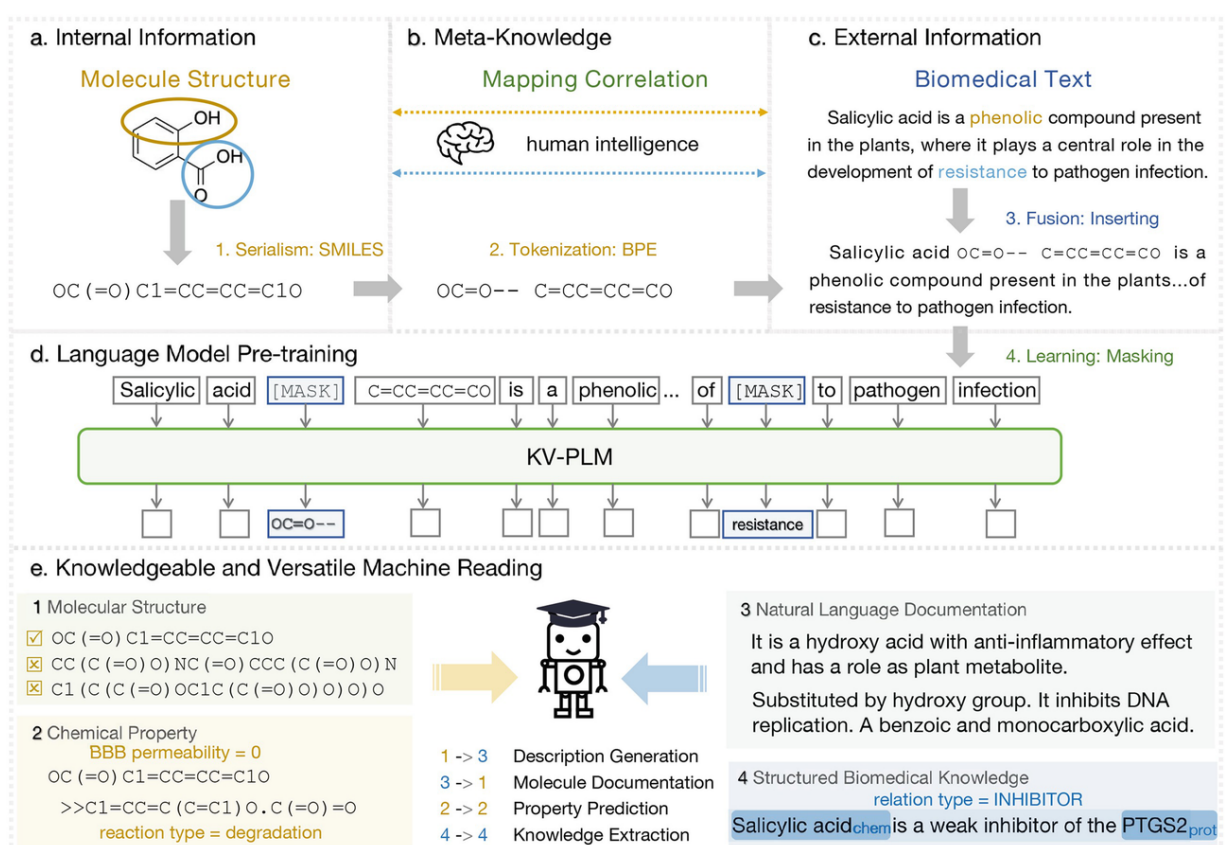 a. Internal Information
Molecule Structure
OH
OH
O
1. Serialism: SMILES
OC(=O)C1=CC=CC=C1O
b. Meta-Knowledge
Mapping Correlation
human intelligence
2. Tokenization: BPE
OC=O-- C=CC=CC=CO
c. External Information
Biomedical Text
Salicylic acid is a phenolic compound present
in the plants, where it plays a central role in the
development of resistance to pathogen infection.
3. Fusion: Inserting
Salicylic acid OC=O-- C=CC=CC=CO is a
phenolic compound present in the plants...of
resistance to pathogen infection.
4. Learning: Masking
d. Language Model Pre-training
Salicylic acid [MASK] C=CC=CC=CO is a phenolic ... of [MASK] to pathogen infection
KV-PLM
OC=O-- resistance
e. Knowledgeable and Versatile Machine Reading
1 Molecular Structure
OC(=O)C1=CC=CC=C1O
CC(C(=O)O)NC(=O)CCC(C(=O)O)N
C1(C(C(=O)OC1C(C(=O)O)O)O)O
2 Chemical Property
BBB permeability = 0
OC(=O)C1=CC=CC=C1O
>>C1=CC=C(C=C1)O.C(=O)=O
reaction type = degradation
1 -> 3 Description Generation
3 -> 1 Molecule Documentation
2 -> 2 Property Prediction
4 -> 4 Knowledge Extraction
3 Natural Language Documentation
It is a hydroxy acid with anti-inflammatory effect
and has a role as plant metabolite.
Substituted by hydroxy group. It inhibits DNA
replication. A benzoic and monocarboxylic acid.
4 Structured Biomedical Knowledge
relation type = INHIBITOR
Salicylic acid chem is a weak inhibitor of the PTGS2 prot